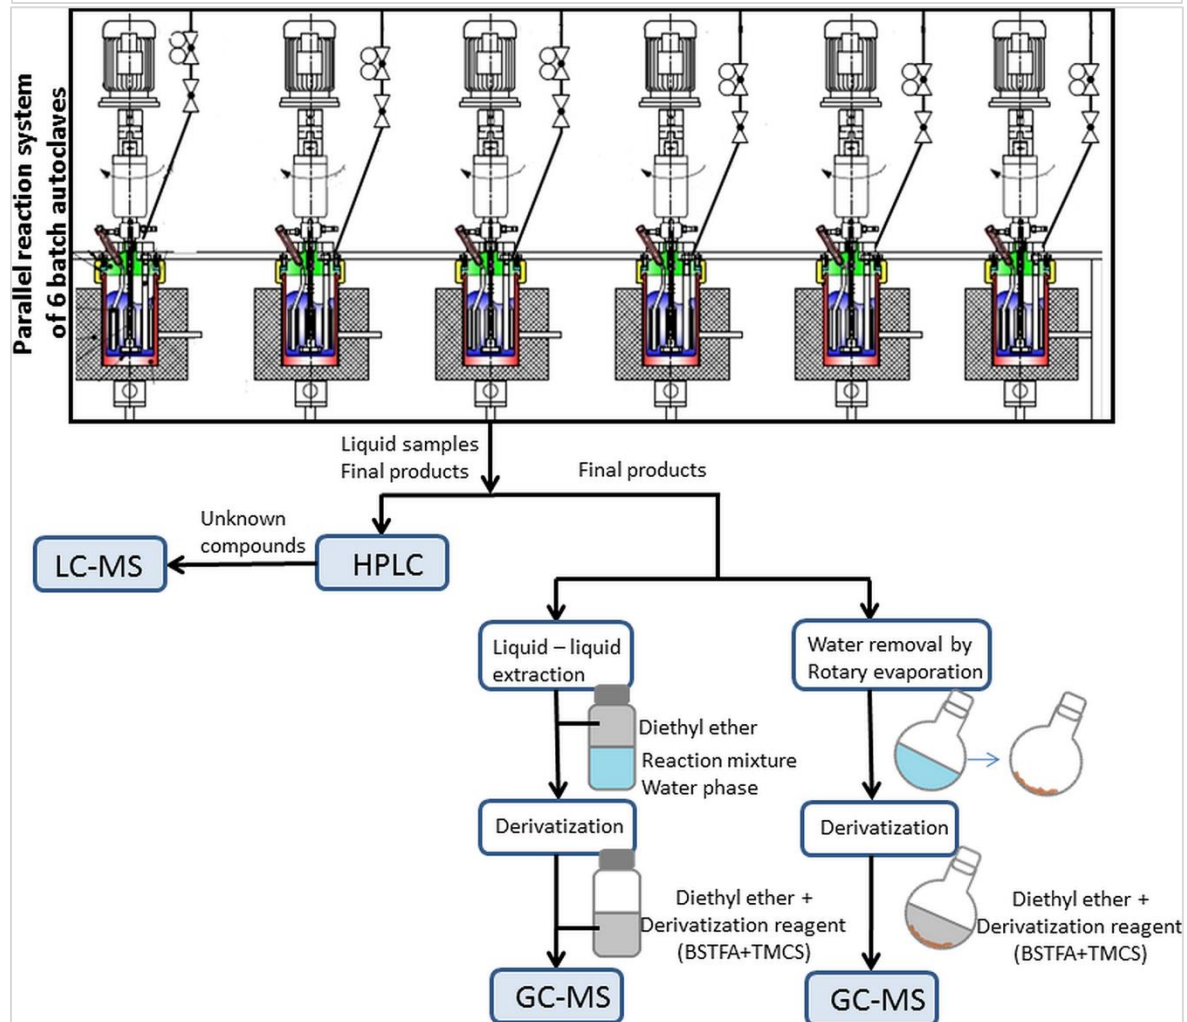 Parallel reaction system
of 6 batch autoclaves
Liquid samples
Final products
Final products
Unknown
compounds
LC-MS
HPLC
Liquid – liquid
extraction
Water removal by
Rotary evaporation
Diethyl ether
Reaction mixture
Water phase
Derivatization
Derivatization
Diethyl ether +
Derivatization reagent
(BSTFA+TMCS)
Diethyl ether +
Derivatization reagent
(BSTFA+TMCS)
GC-MS
GC-MS